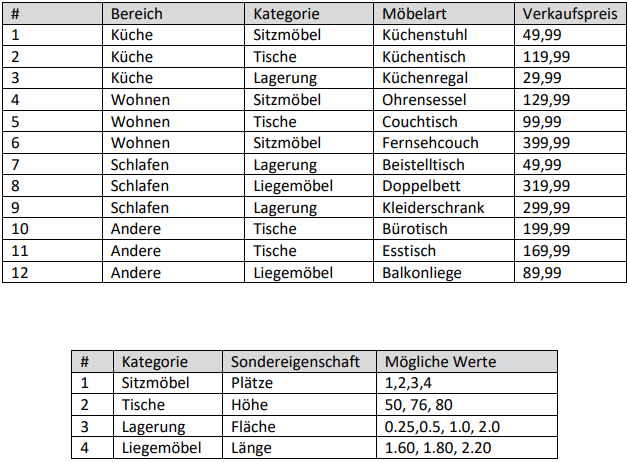 # Bereich Kategorie Möbelart Verkaufspreis
1 Küche Sitzmöbel Küchenstuhl 49,99
2 Küche Tische Küchentisch 119,99
3 Küche Lagerung Küchenregal 29,99
4 Wohnen Sitzmöbel Ohrensessel 129,99
5 Wohnen Tische Couchtisch 99,99
6 Wohnen Sitzmöbel Fernsehcouch 399,99
7 Schlafen Lagerung Beistelltisch 49,99
8 Schlafen Liegemöbel Doppelbett 319,99
9 Schlafen Lagerung Kleiderschrank 299,99
10 Andere Tische Bürotisch 199,99
11 Andere Tische Esstisch 169,99
12 Andere Liegemöbel Balkonliege 89,99
# Kategorie Sondereigenschaft Mögliche Werte
1 Sitzmöbel Plätze 1,2,3,4
2 Tische Höhe 50, 76, 80
3 Lagerung Fläche 0.25,0.5, 1.0, 2.0
4 Liegemöbel Länge 1.60, 1.80, 2.20